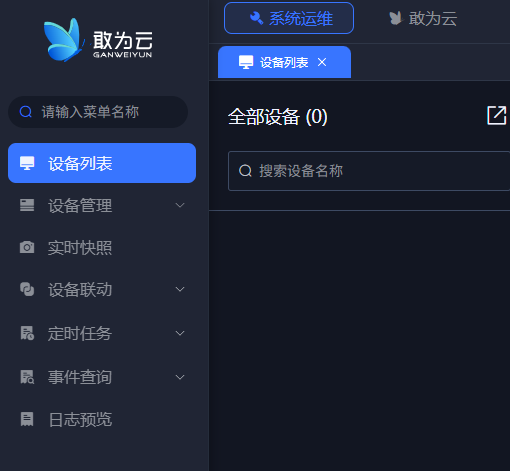 敢为云
GANWEIYUN
请输入菜单名称
设备列表
设备管理
实时快照
设备联动
定时任务
事件查询
日志预览
系统运维
敢为云
设备列表
全部设备 (0)
搜索设备名称